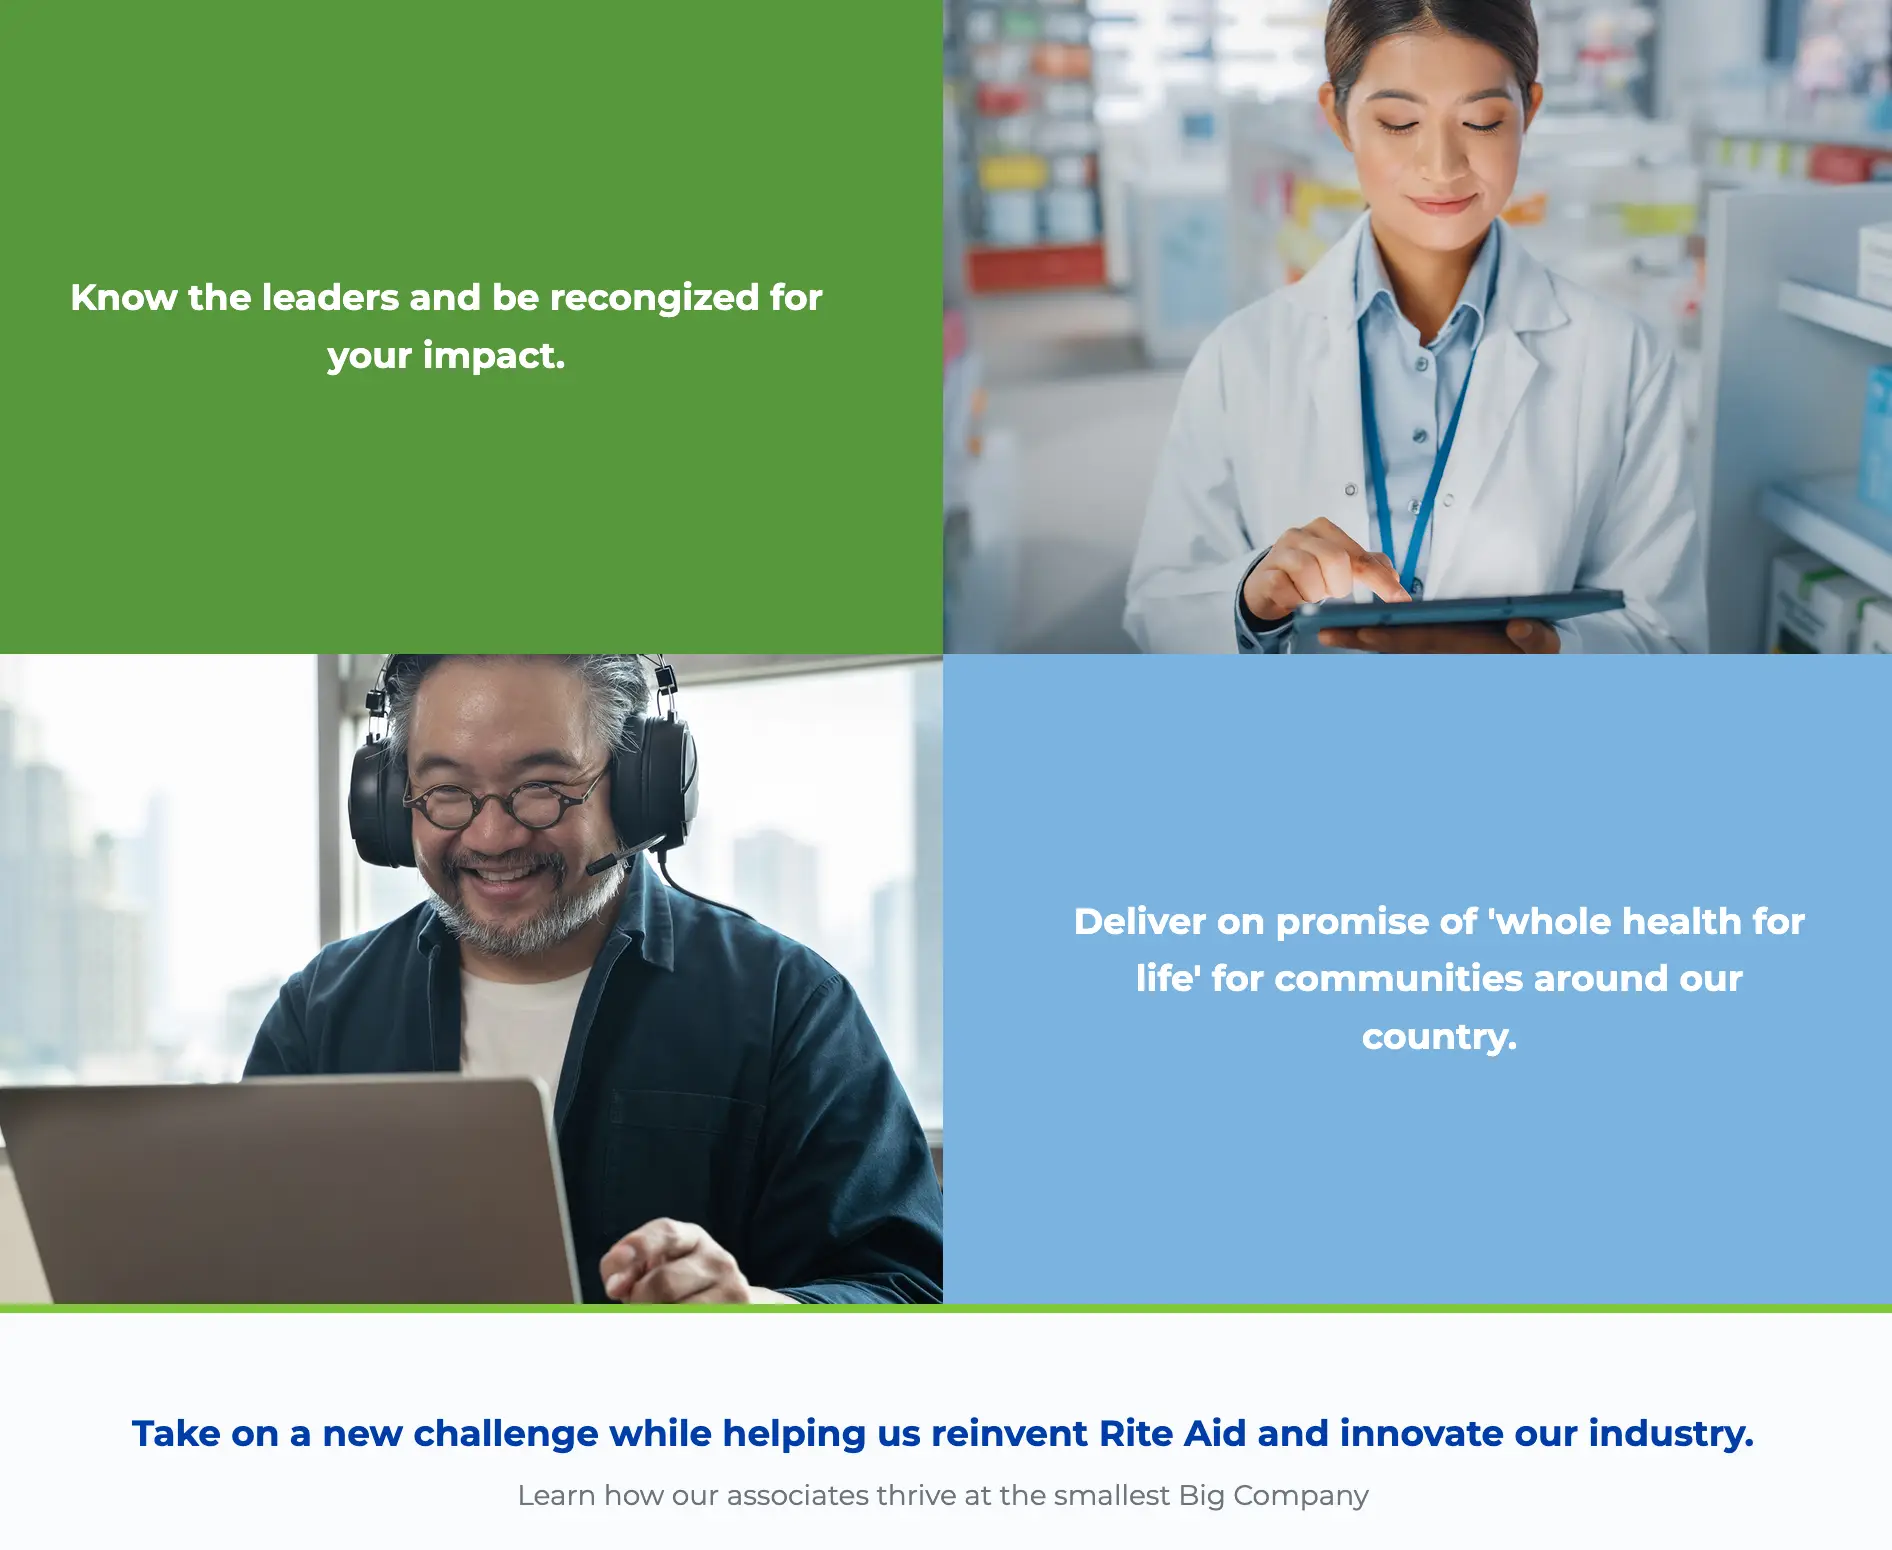 Know the leaders and be recongized for
your impact.
Deliver on promise of 'whole health for
life' for communities around our
country.
Take on a new challenge while helping us reinvent Rite Aid and innovate our industry.
Learn how our associates thrive at the smallest Big Company